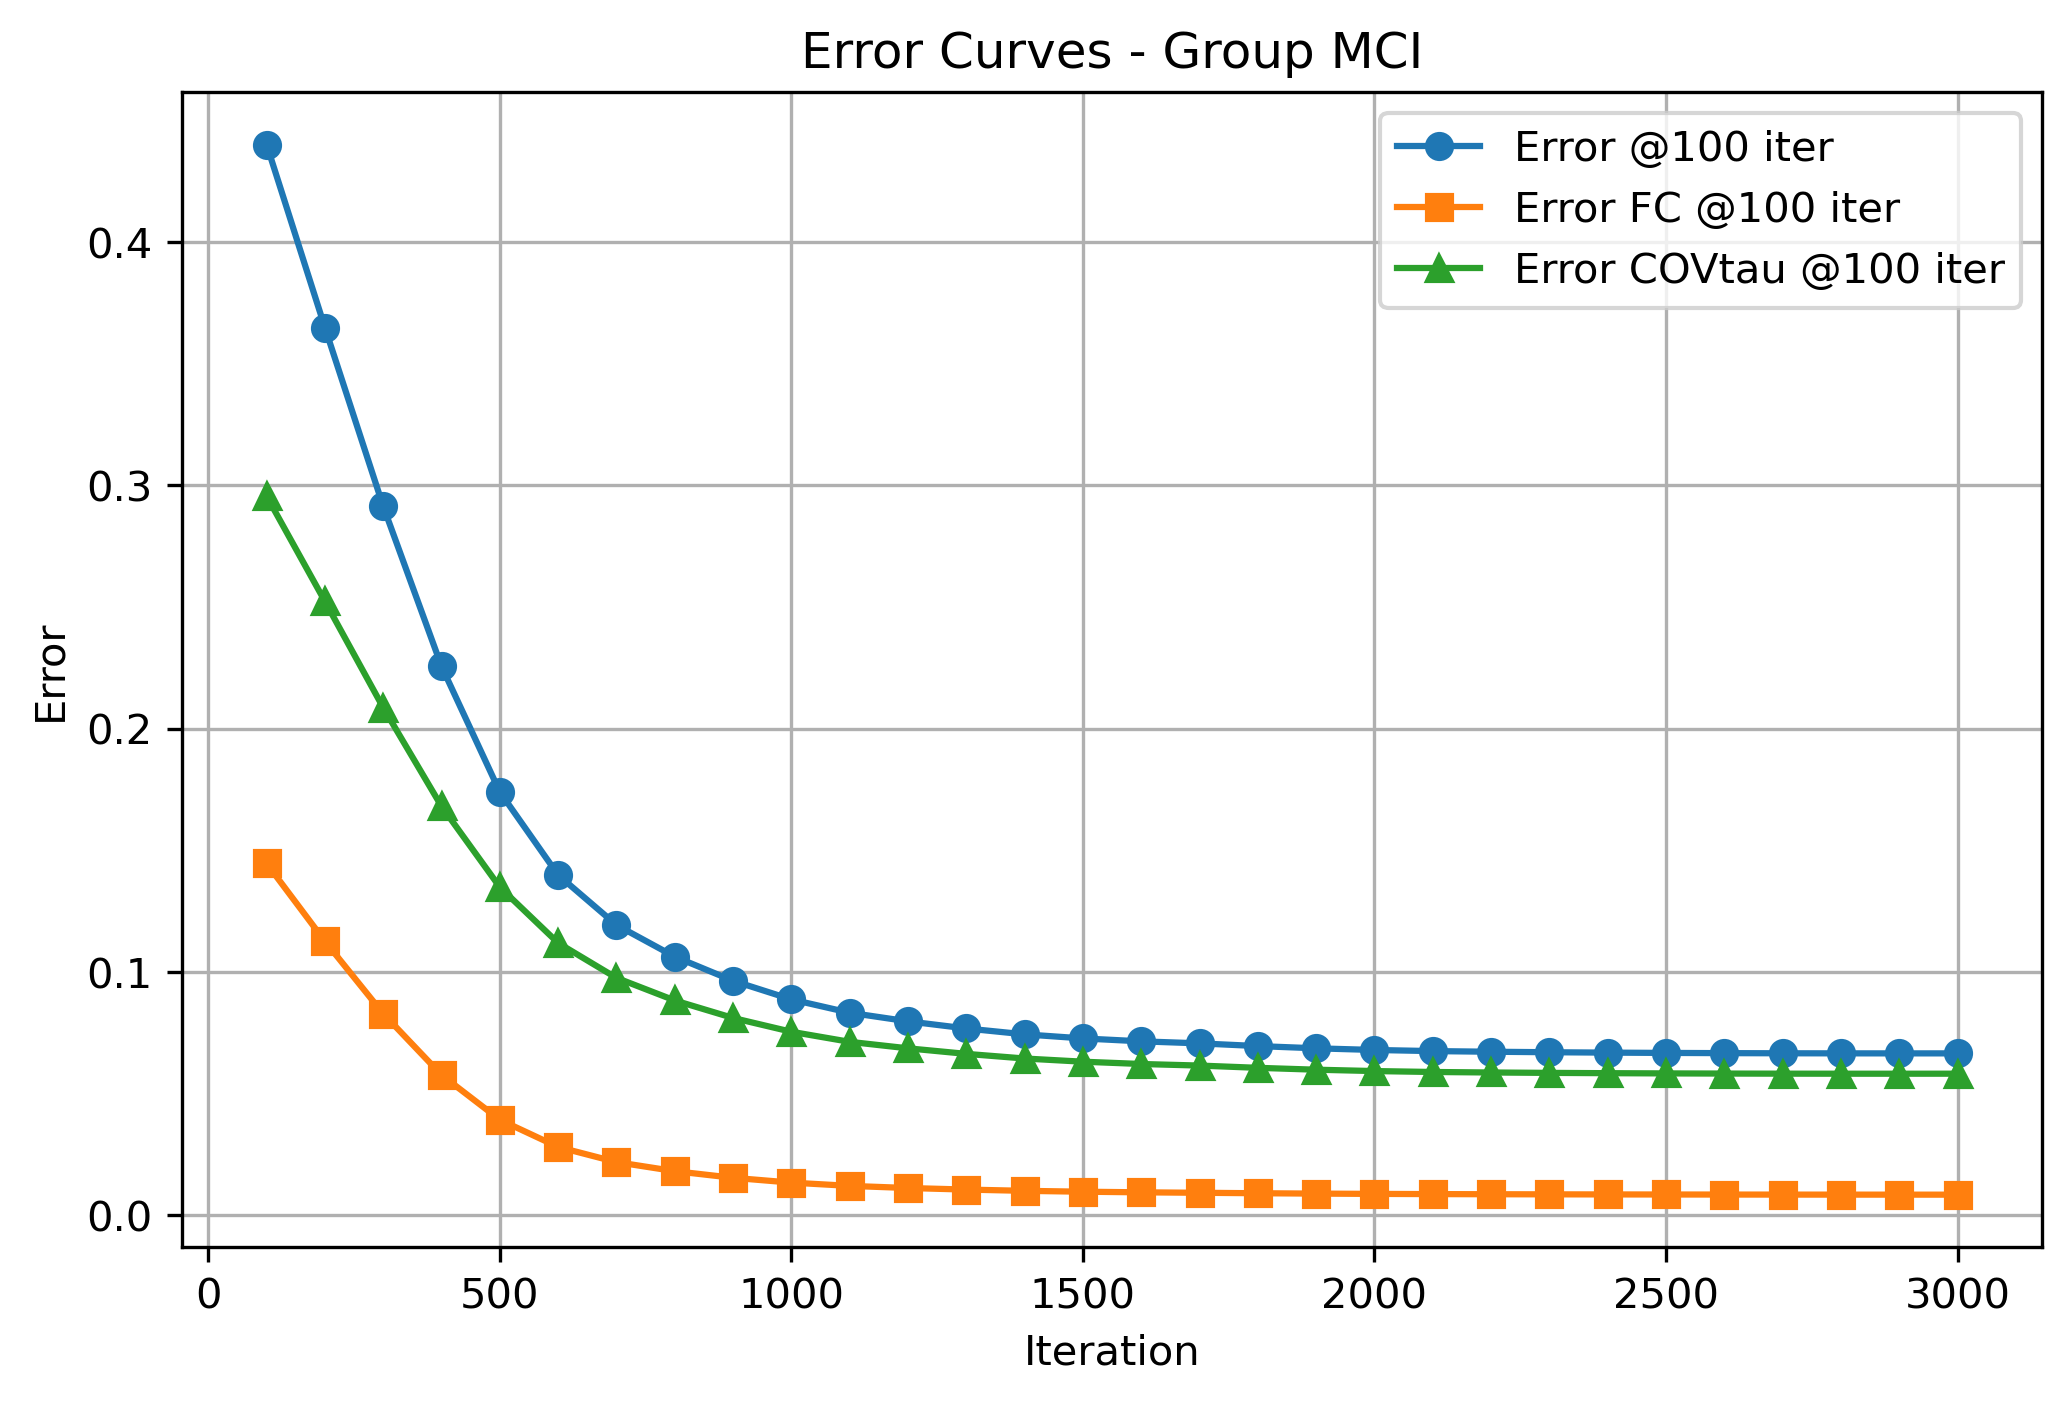 Error Curves - Group MCI
Error @100 iter
Error FC @100 iter
Error COVtau @100 iter
Error
0.4
0.3
0.2
0.1
0.0
0 500 1000 1500 2000 2500 3000
Iteration